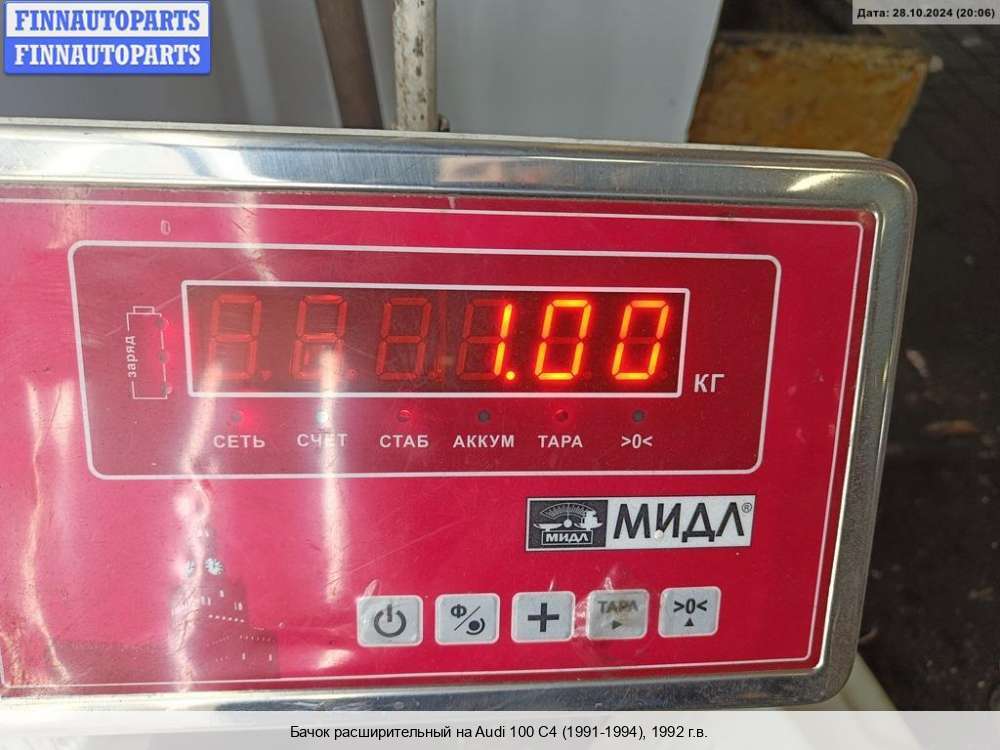 FINNAUTOPARTS
FINNAUTOPARTS
Дата: 28.10.2024 (20:06)
заряд
1.00
КГ
СЕТЬ СЧЕТ СТАБ АККУМ ТАРА >0<
МИДЛ МИДЛ®
Ф/ + ТАРА >0<
Бачок расширительный на Audi 100 C4 (1991-1994), 1992 г.в.